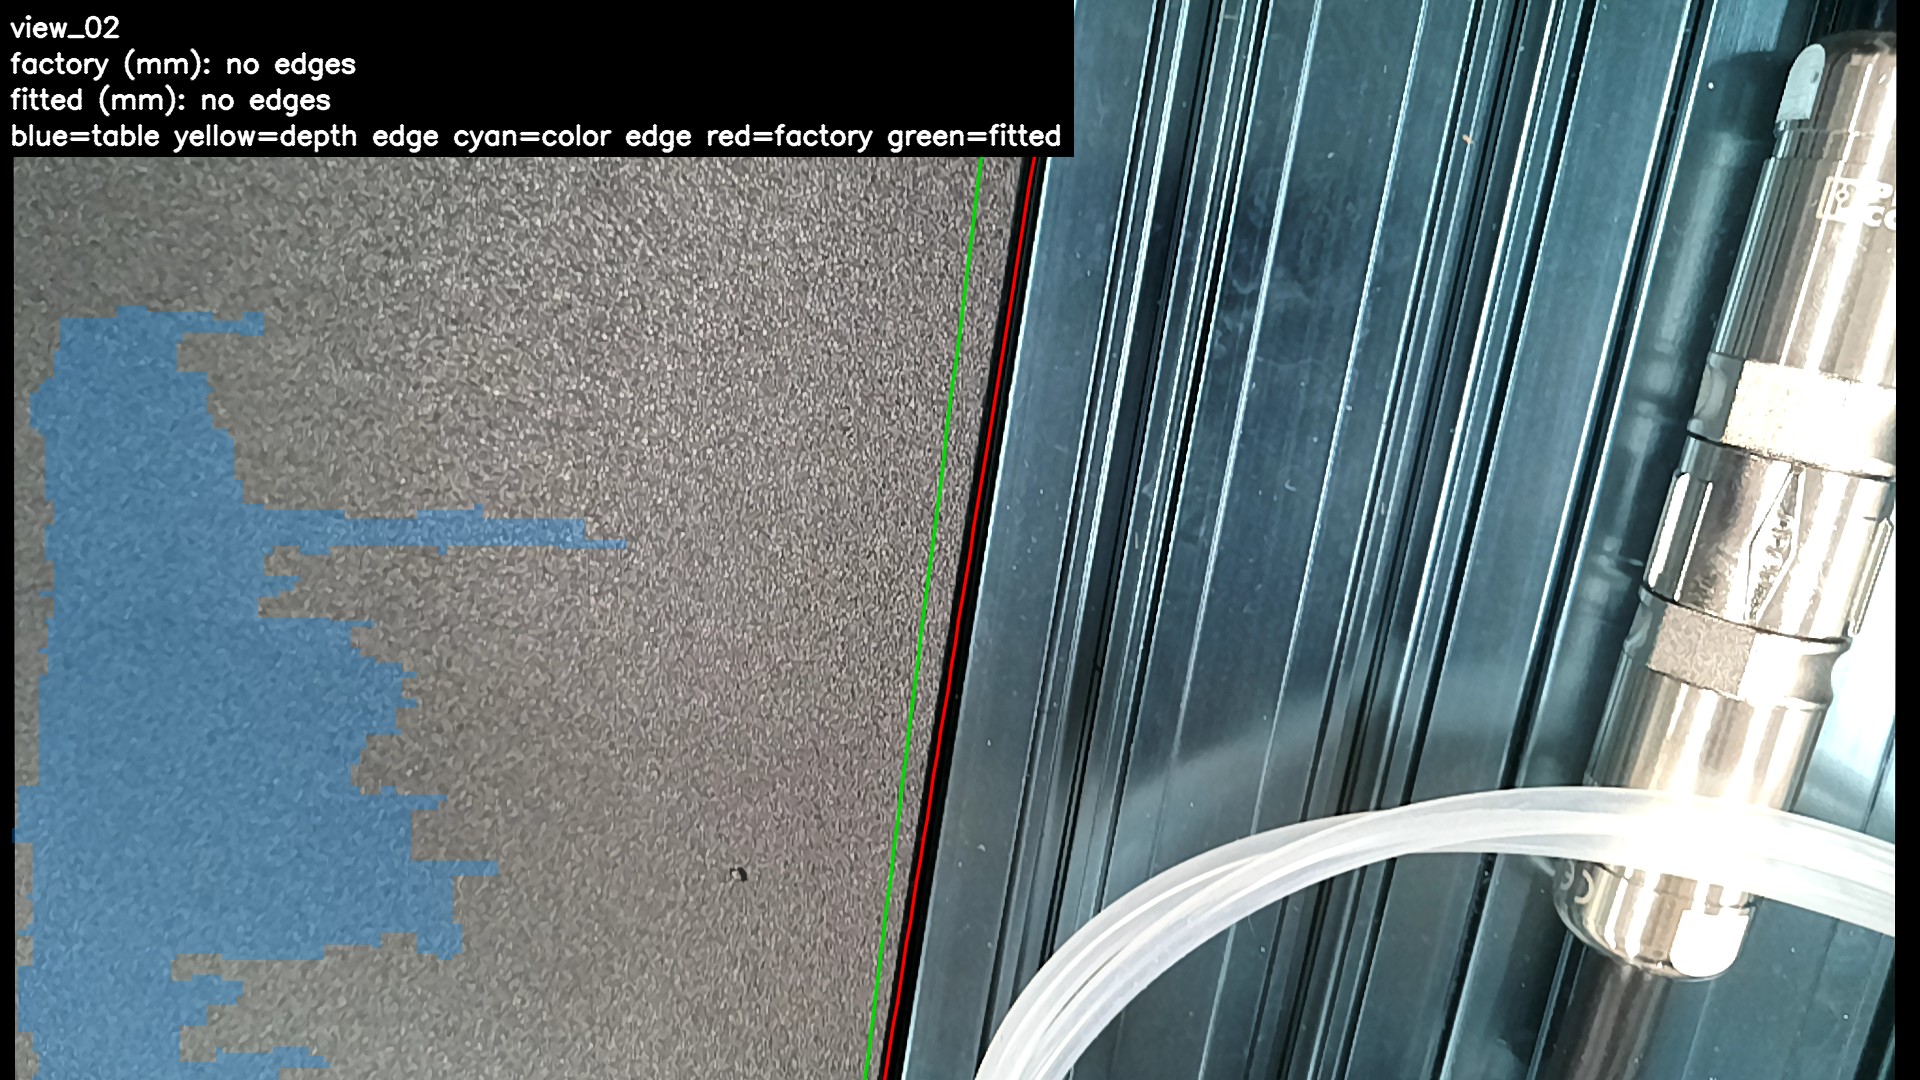 view_02
factory (mm): no edges
fitted (mm): no edges
blue=table yellow=depth edge cyan=color edge red=factory green=fitted